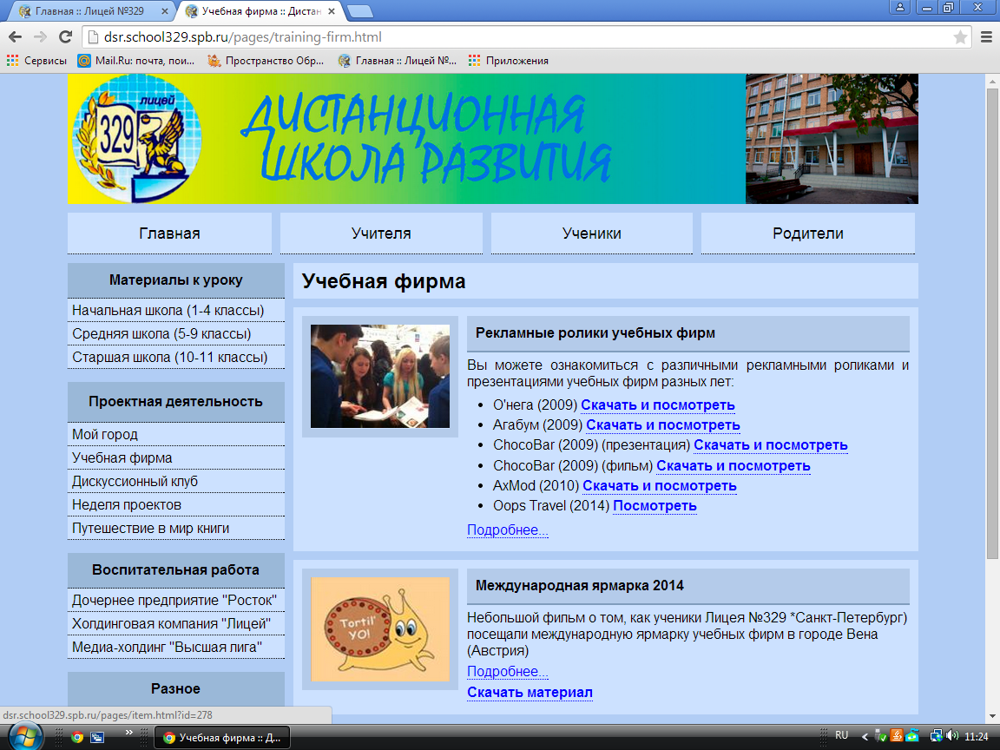 Главная :: Лицей №329
Учебная фирма :: Дистан
dsr.school329.spb.ru/pages/training-firm.html
Сервисы
Mail.Ru: почта, пои...
Пространство Обр...
Главная :: Лицей №...
Приложения
лицей
329
ДИСТАНЦИОННАЯ
ШКОЛА РАЗВИТИЯ
Главная
Учителя
Ученики
Родители
Материалы к уроку
Начальная школа (1-4 классы)
Средняя школа (5-9 классы)
Старшая школа (10-11 классы)
Проектная деятельность
Мой город
Учебная фирма
Дискуссионный клуб
Неделя проектов
Путешествие в мир книги
Воспитательная работа
Дочернее предприятие "Росток"
Холдинговая компания "Лицей"
Медиа-холдинг "Высшая лига"
Разное
Учебная фирма
Рекламные ролики учебных фирм
Вы можете ознакомиться с различными рекламными роликами и
презентациями учебных фирм разных лет:
• О'нега (2009) Скачать и посмотреть
• Агабум (2009) Скачать и посмотреть
• ChocoBar (2009) (презентация) Скачать и посмотреть
• ChocoBar (2009) (фильм) Скачать и посмотреть
• AxMod (2010) Скачать и посмотреть
• Oops Travel (2014) Посмотреть
Подробнее...
Tortil'
YO!
Международная ярмарка 2014
Небольшой фильм о том, как ученики Лицея №329 *Санкт-Петербург)
посещали международную ярмарку учебных фирм в городе Вена
(Австрия)
Подробнее...
Скачать материал
dsr.school329.spb.ru/pages/item.html?id=278
Учебная фирма :: Д...
RU
11:24